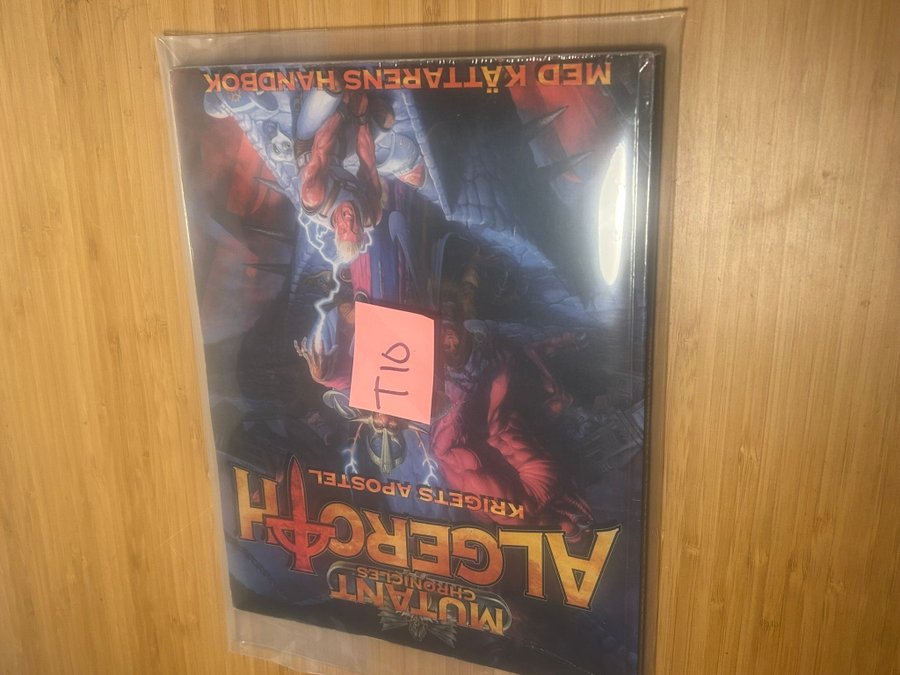 MUTANT
CHRONICLES
ALGEROTH
KRIGETS APOSTEL
T10
MED KÄTTARENS HANDBOK